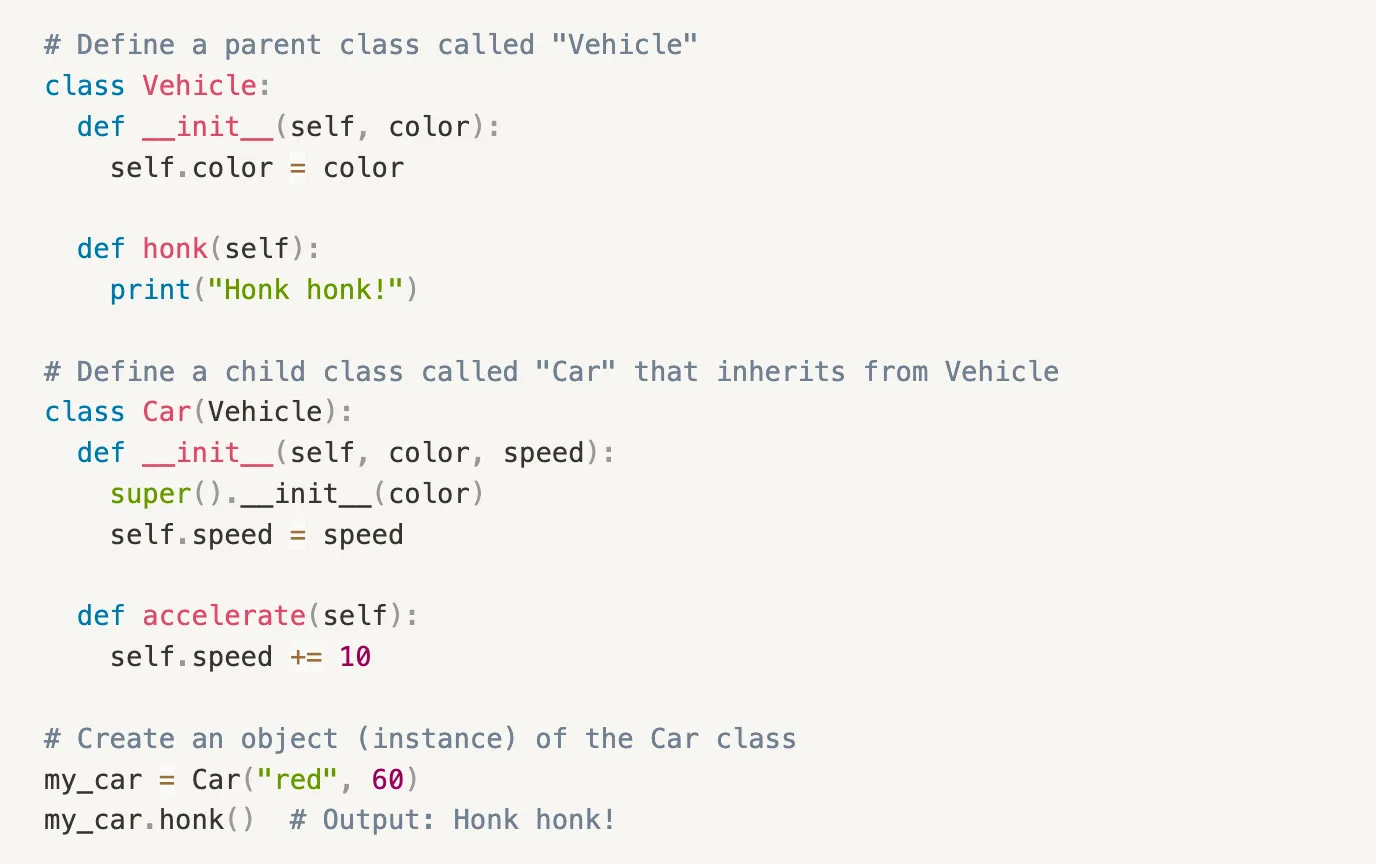 # Define a parent class called "Vehicle"
class Vehicle:
  def __init__(self, color):
    self.color = color

  def honk(self):
    print("Honk honk!")

# Define a child class called "Car" that inherits from Vehicle
class Car(Vehicle):
  def __init__(self, color, speed):
    super().__init__(color)
    self.speed = speed

  def accelerate(self):
    self.speed += 10

# Create an object (instance) of the Car class
my_car = Car("red", 60)
my_car.honk()  # Output: Honk honk!